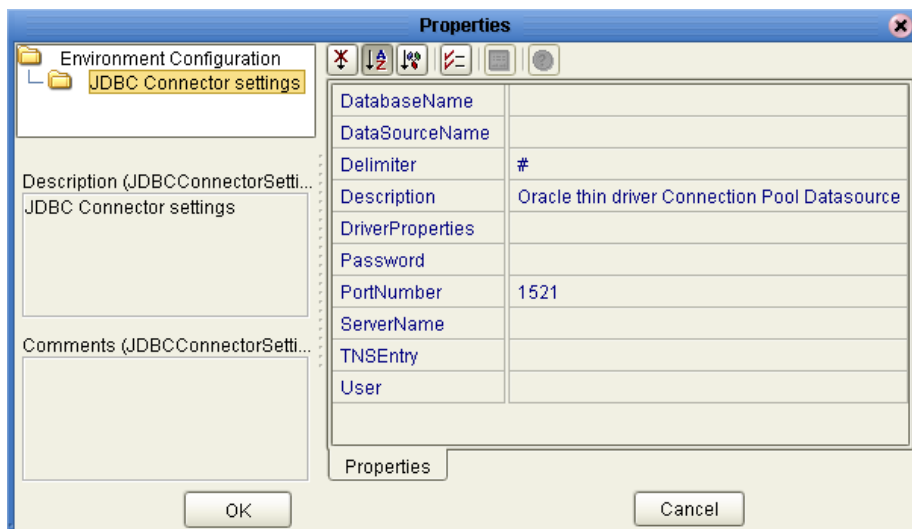 Properties
Environment Configuration
JDBC Connector settings
Description (JDBCConnectorSetti...
JDBC Connector settings
Comments (JDBCConnectorSetti...
DatabaseName
DataSourceName
Delimiter #
Description Oracle thin driver Connection Pool Datasource
DriverProperties
Password
PortNumber 1521
ServerName
TNSEntry
User
Properties
OK Cancel